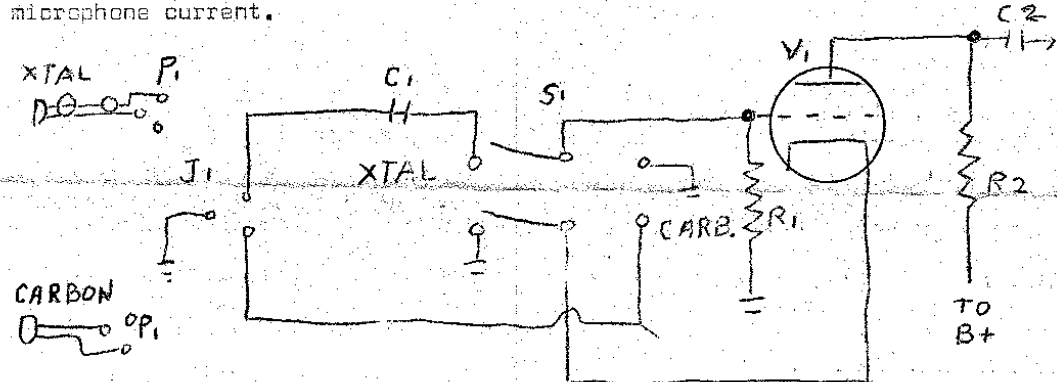 microphone current.
C2
XTAL P1
C1
S1
V1
J1
XTAL
R2
CARB. R1
CARBON
P1
TO
B+